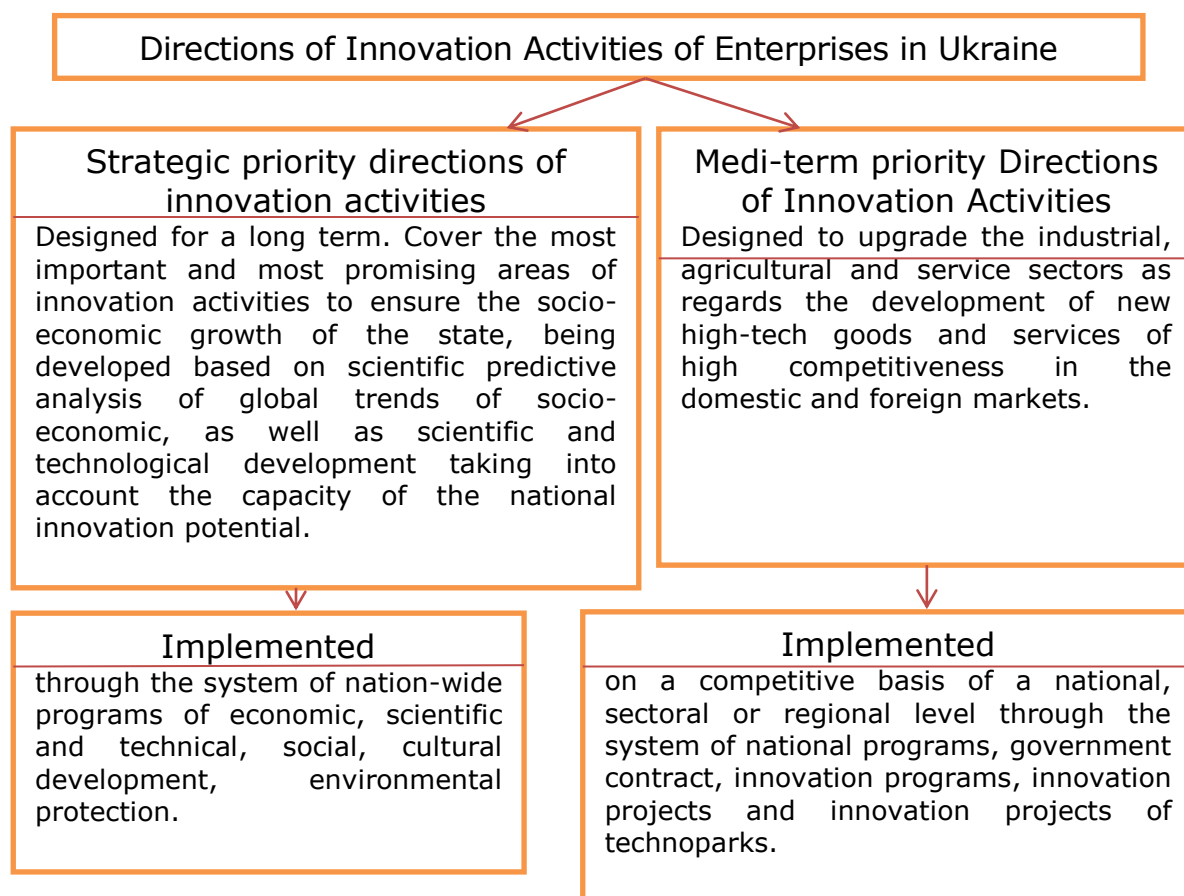 Directions of Innovation Activities of Enterprises in Ukraine
Strategic priority directions of
innovation activities
Designed for a long term. Cover the most
important and most promising areas of
innovation activities to ensure the socio-
economic growth of the state, being
developed based on scientific predictive
analysis of global trends of socio-
economic, as well as scientific and
technological development taking into
account the capacity of the national
innovation potential.
Medi-term priority Directions
of Innovation Activities
Designed to upgrade the industrial,
agricultural and service sectors as
regards the development of new
high-tech goods and services of
high competitiveness in the
domestic and foreign markets.
Implemented
through the system of nation-wide
programs of economic, scientific
and technical, social, cultural
development, environmental
protection.
Implemented
on a competitive basis of a national,
sectoral or regional level through the
system of national programs, government
contract, innovation programs, innovation
projects and innovation projects of
technoparks.